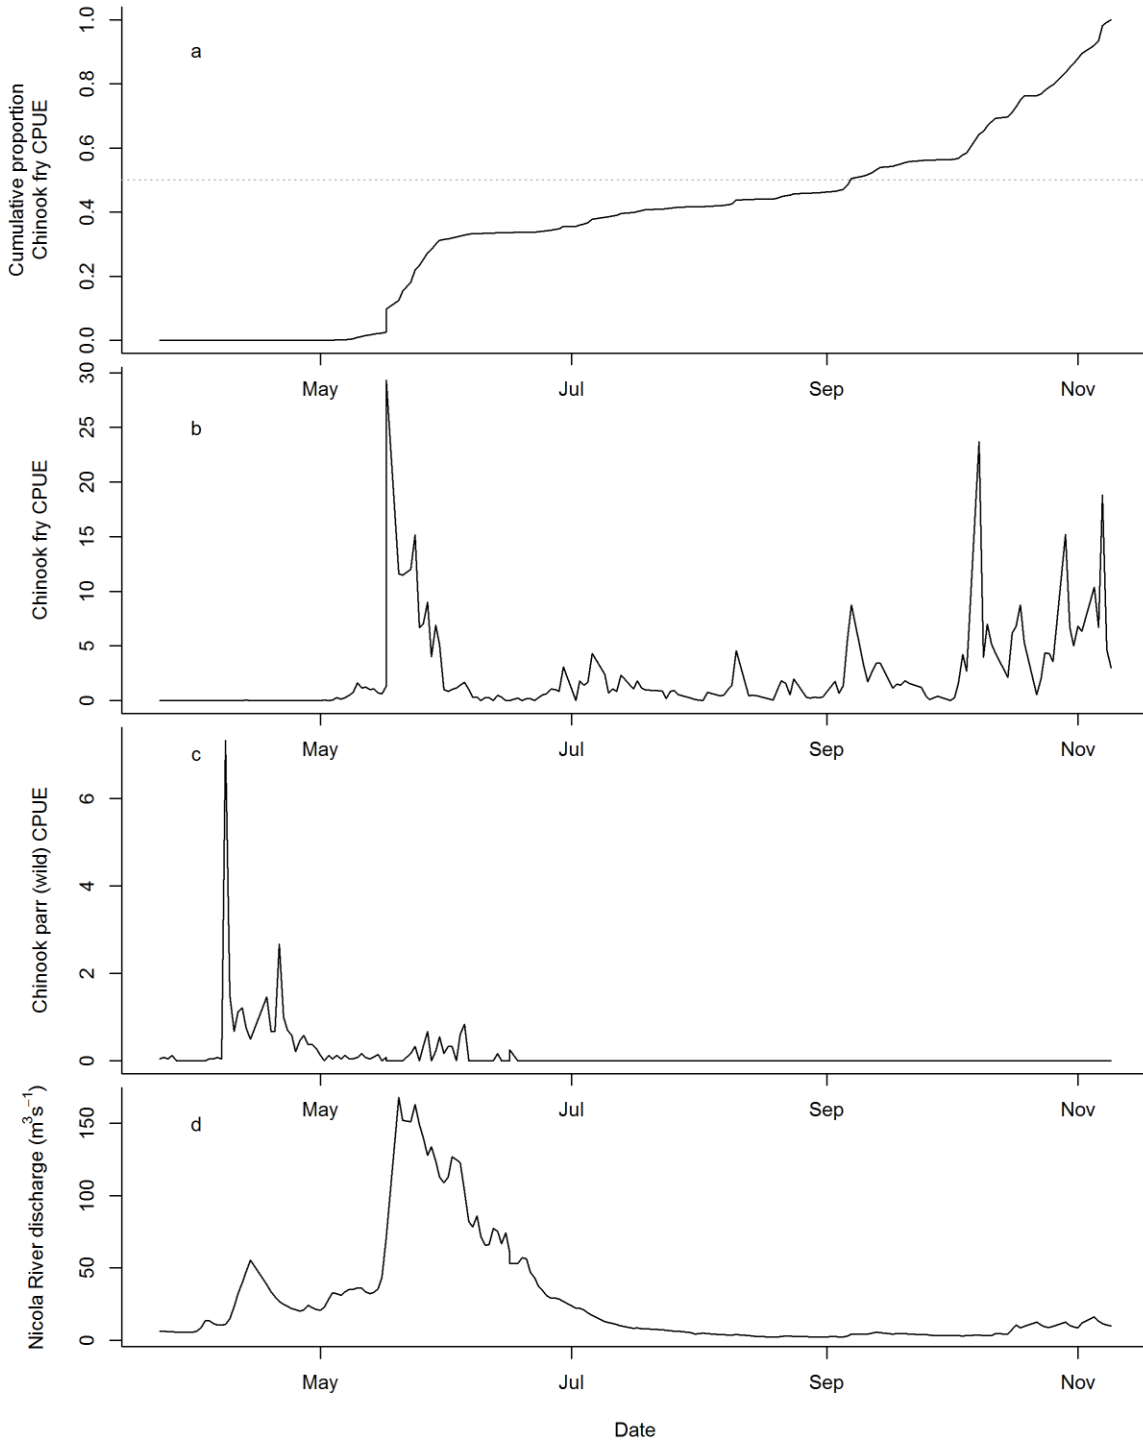 Cumulative proportion
Chinook fry CPUE
1.0
0.8
0.6
0.4
0.2
0.0
a
May Jul Sep Nov
Chinook fry CPUE
30
25
20
15
10
5
0
b
May Jul Sep Nov
Chinook parr (wild) CPUE
6
4
2
0
c
May Jul Sep Nov
Nicola River discharge (m³s⁻¹)
150
100
50
0
d
May Jul Sep Nov
Date